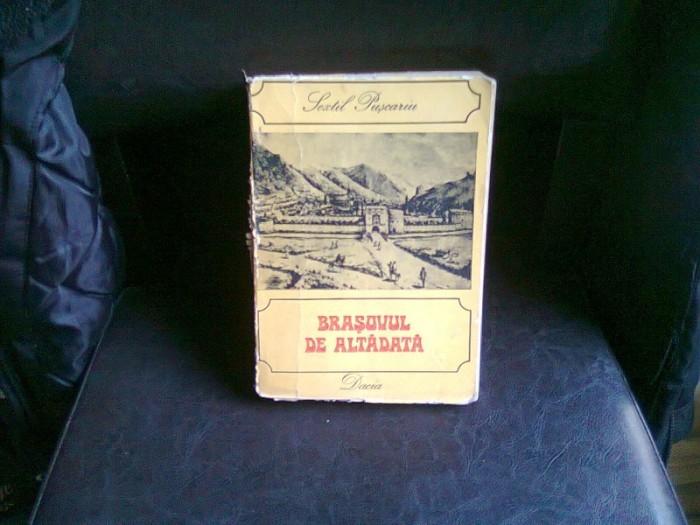 Sextil Pușcariu
BRAȘOVUL
DE ALTĂDATĂ
Dacia